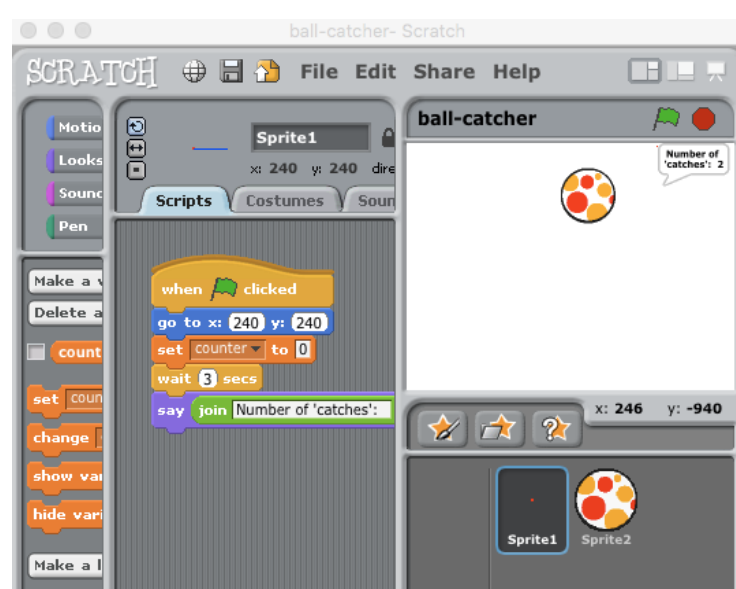 ball-catcher- Scratch
SCRATCH File Edit Share Help
Motio
Looks
Sound
Pen
Make a v
Delete a
count
set coun
change
show vai
hide vari
Make a l
Sprite1
x: 240 y: 240 dire
Scripts Costumes Soun
when clicked
go to x: 240 y: 240
set counter to 0
wait 3 secs
say join Number of 'catches':
ball-catcher
Number of
'catches': 2
x: 246 y: -940
Sprite1 Sprite2